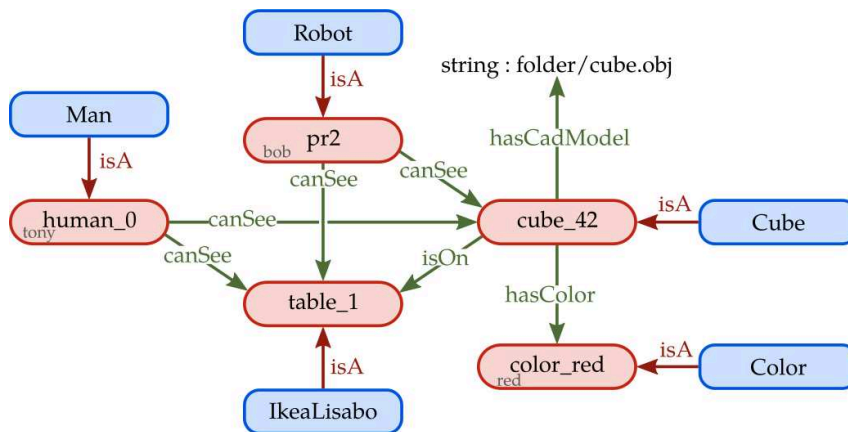 Robot
string : folder/cube.obj
isA
Man
hasCadModel
pr2
bob
isA
canSee
canSee
human_0
tony
canSee
cube_42
isA
Cube
canSee
isOn
table_1
hasColor
isA
color_red
red
isA
Color
IkeaLisabo